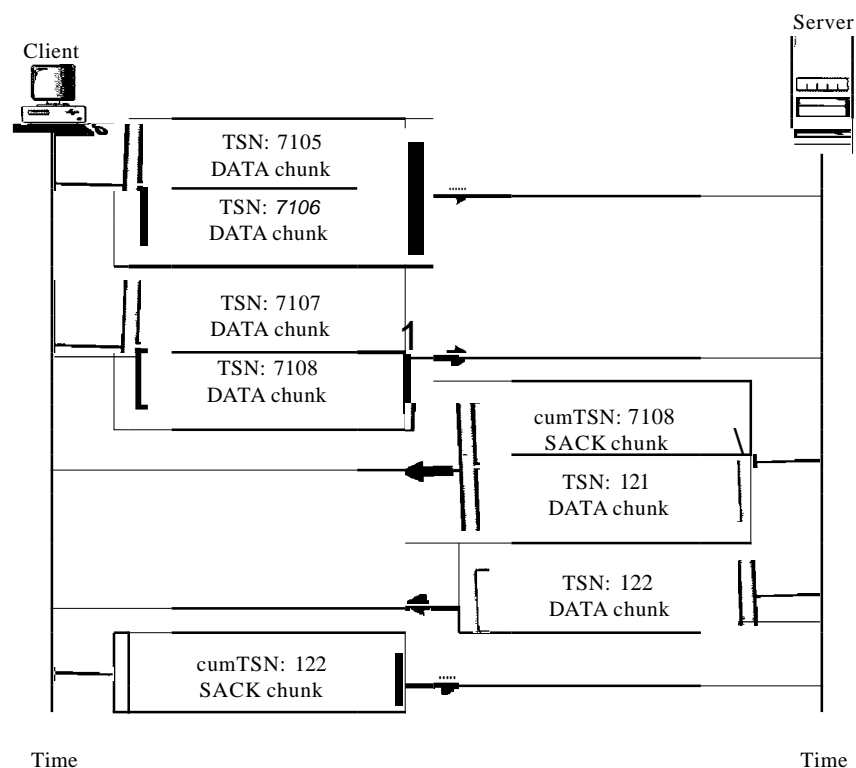 Server
Client
TSN: 7105
DATA chunk
TSN: 7106
DATA chunk
TSN: 7107
DATA chunk
TSN: 7108
DATA chunk
cumTSN: 7108
SACK chunk
TSN: 121
DATA chunk
TSN: 122
DATA chunk
cumTSN: 122
SACK chunk
Time
Time